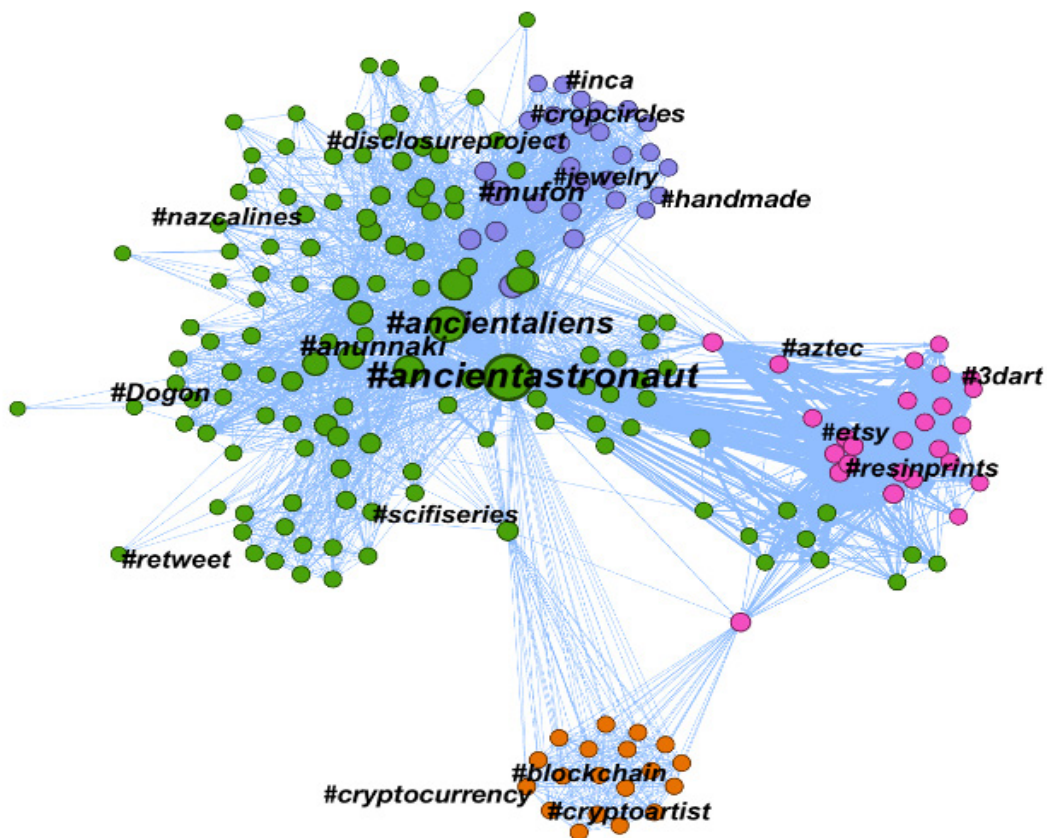 #inca
#cropcircles
#disclosureproject
#jewelry
#mufon
#handmade
#nazcalines
#ancientaliens
#anunnaki
#aztec
#ancientastronaut
#3dart
#Dogon
#etsy
#resinprints
#scifiseries
#retweet
#blockchain
#cryptocurrency
#cryptoartist